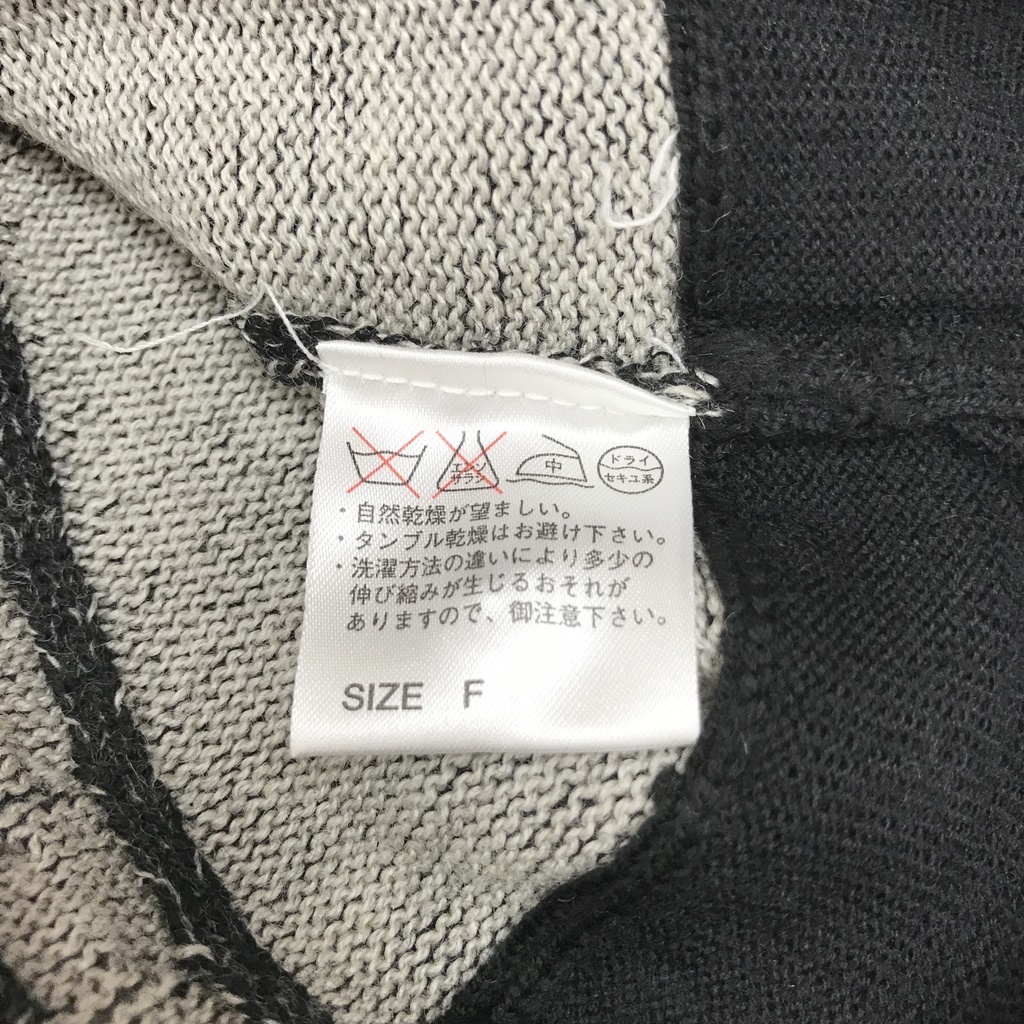 エンソ
サラシ
中
ドライ
セキユ系
・自然乾燥が望ましい。
・タンブル乾燥はお避け下さい。
・洗濯方法の違いにより多少の
伸び縮みが生じるおそれが
ありますので、御注意下さい。
SIZE F